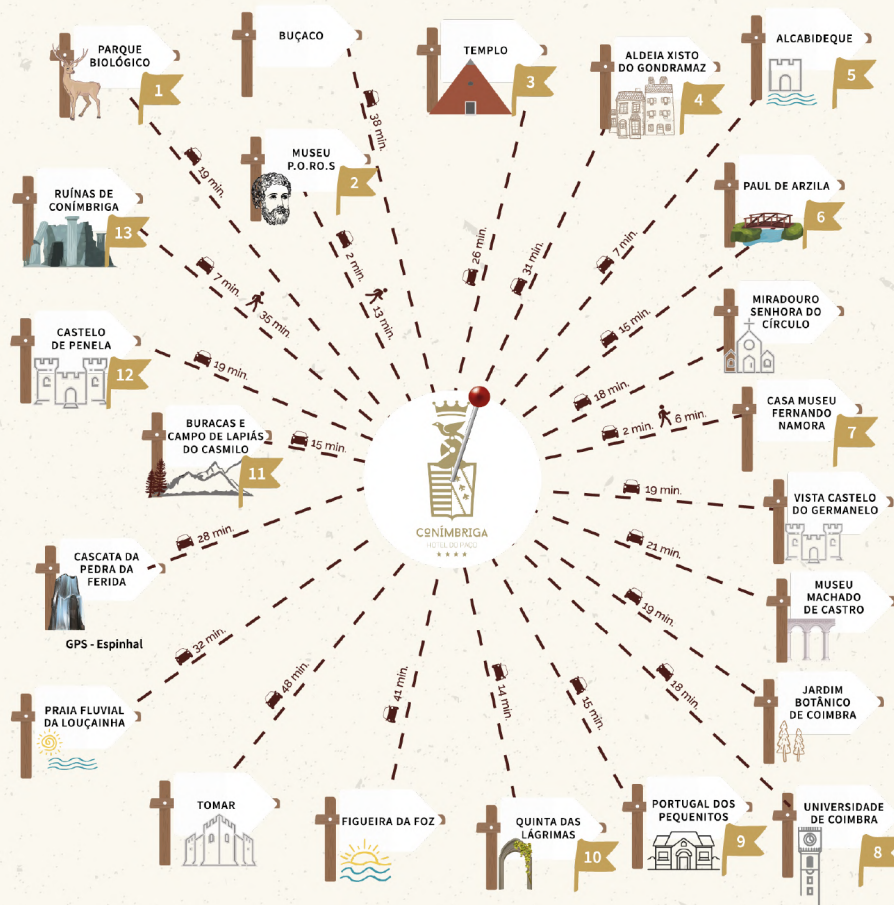 PARQUE
BIOLÓGICO
1
BUÇACO
TEMPLO
3
ALDEIA XISTO
DO GONDRAMAZ
4
ALCABIDEQUE
5
MUSEU
P.O.RO.S
2
RUÍNAS DE
CONÍMBRIGA
13
PAUL DE ARZILA
6
MIRADOURO
SENHORA DO
CÍRCULO
CASTELO
DE PENELA
12
CASA MUSEU
FERNANDO
NAMORA
7
BURACAS E
CAMPO DE LAPIÁS
DO CASMILO
11
VISTA CASTELO
DO GERMANELO
CASCATA DA
PEDRA DA
FERIDA
GPS - Espinhal
MUSEU
MACHADO
DE CASTRO
PRAIA FLUVIAL
DA LOUÇAINHA
JARDIM
BOTÂNICO
DE COIMBRA
TOMAR
FIGUEIRA DA FOZ
QUINTA DAS
LÁGRIMAS
10
PORTUGAL DOS
PEQUENITOS
9
UNIVERSIDADE
DE COIMBRA
8
19 min.
38 min.
2 min.
13 min.
26 min.
31 min.
7 min.
7 min.
35 min.
15 min.
19 min.
18 min.
2 min.
6 min.
15 min.
19 min.
28 min.
21 min.
32 min.
19 min.
48 min.
41 min.
14 min.
15 min.
18 min.
CONÍMBRIGA
HOTEL DO PAÇO